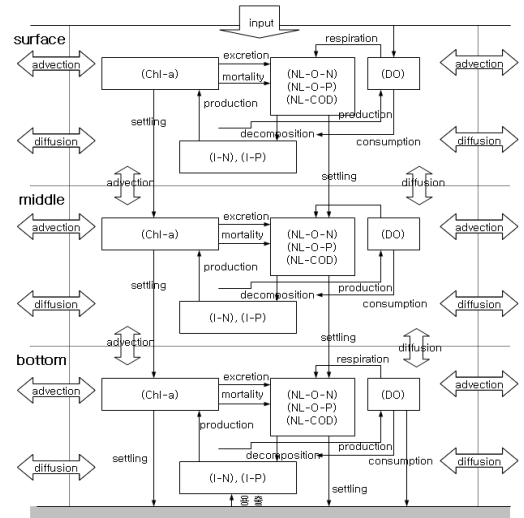 input
surface
respiration
excretion
advection
(Chl-a)
(NL-O-N)
(NL-O-P)
(NL-COD)
(DO)
advection
mortality
production
production
settling
decomposition
consumption
diffusion
diffusion
(I-N), (I-P)
advection
settling
diffusion
middle
excretion
advection
(Chl-a)
mortality
(NL-O-N)
(NL-O-P)
(NL-COD)
(DO)
advection
production
settling
production
decomposition
consumption
diffusion
diffusion
(I-N), (I-P)
advection
settling
diffusion
bottom
respiration
excretion
advection
(Chl-a)
mortality
(NL-O-N)
(NL-O-P)
(NL-COD)
(DO)
advection
production
production
settling
decomposition
consumption
diffusion
diffusion
(I-N), (I-P)
settling